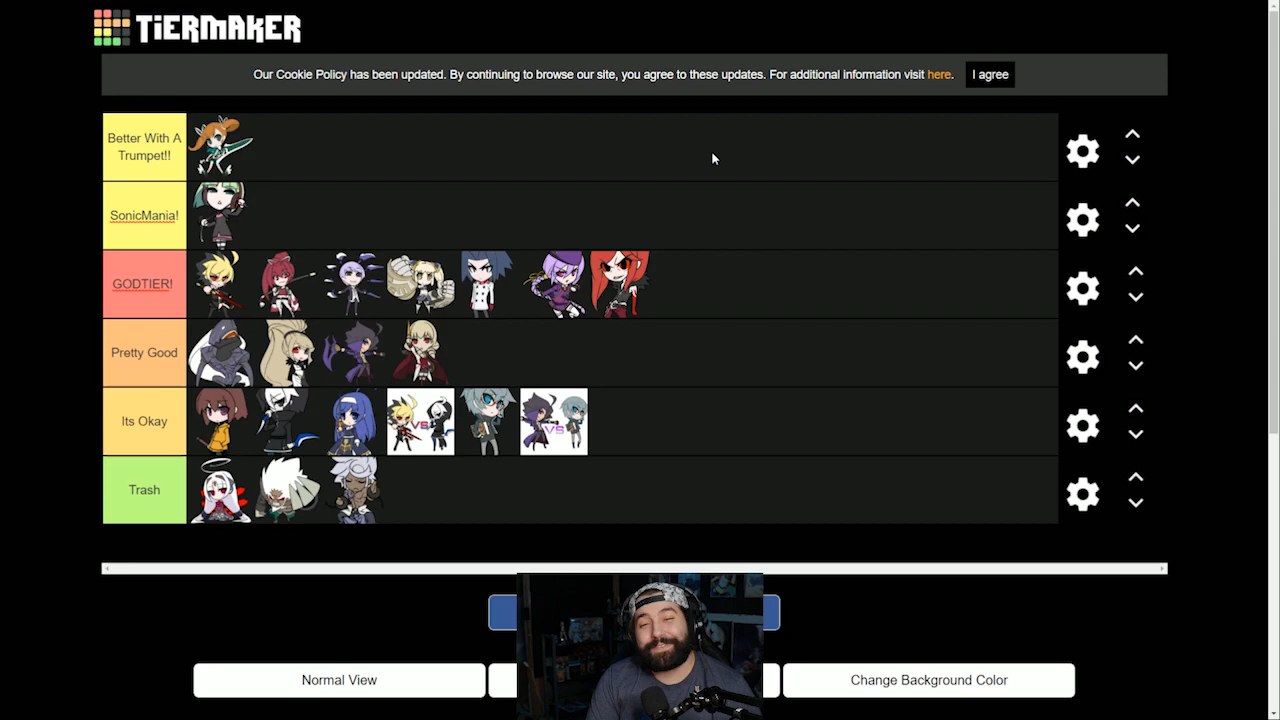 TiERMAKER
Our Cookie Policy has been updated. By continuing to browse our site, you agree to these updates. For additional information visit here. I agree
Better With A
Trumpet!!
SonicMania!
GODTIER!
Pretty Good
Its Okay
VS
VS
Trash
Normal View
Change Background Color